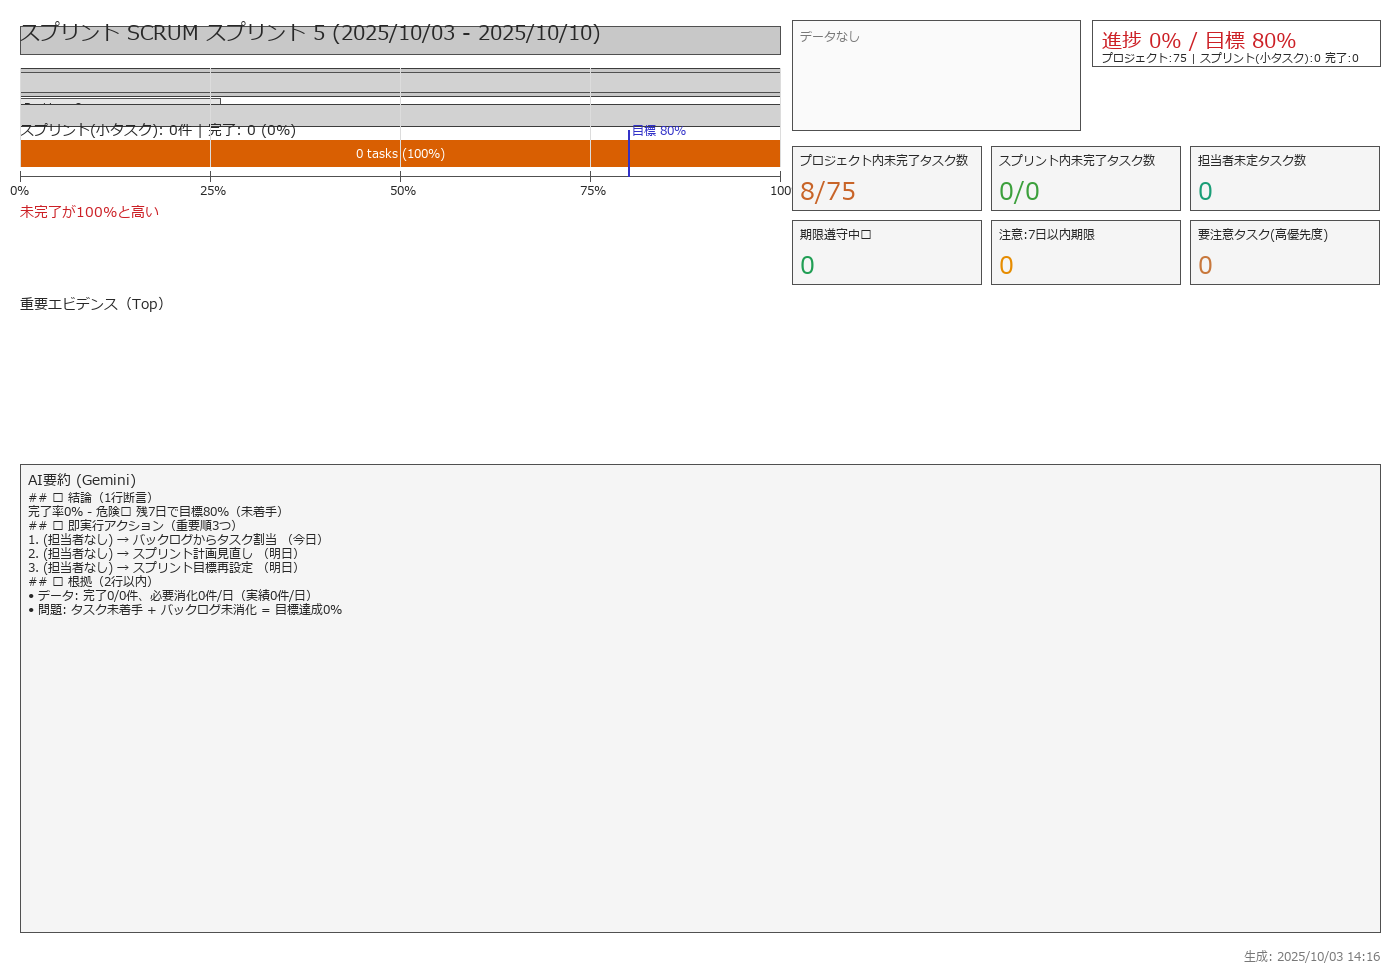 スプリント SCRUM スプリント 5 (2025/10/03 - 2025/10/10)
スプリント(小タスク): 0件 | 完了: 0 (0%)
目標 80%
0 tasks (100%)
0%
25%
50%
75%
100
未完了が100%と高い
データなし
進捗 0% / 目標 80%
プロジェクト:75 | スプリント(小タスク):0 完了:0
プロジェクト内未完了タスク数
8/75
スプリント内未完了タスク数
0/0
担当者未定タスク数
0
期限遵守中□
0
注意:7日以内期限
0
要注意タスク(高優先度)
0
重要エビデンス（Top）
AI要約 (Gemini)
## □ 結論（1行断言）
完了率0% - 危険□ 残7日で目標80%（未着手）
## □ 即実行アクション（重要順3つ）
1. (担当者なし) → バックログからタスク割当 （今日）
2. (担当者なし) → スプリント計画見直し （明日）
3. (担当者なし) → スプリント目標再設定 （明日）
## □ 根拠（2行以内）
• データ: 完了0/0件、必要消化0件/日（実績0件/日）
• 問題: タスク未着手 + バックログ未消化 = 目標達成0%
生成: 2025/10/03 14:16